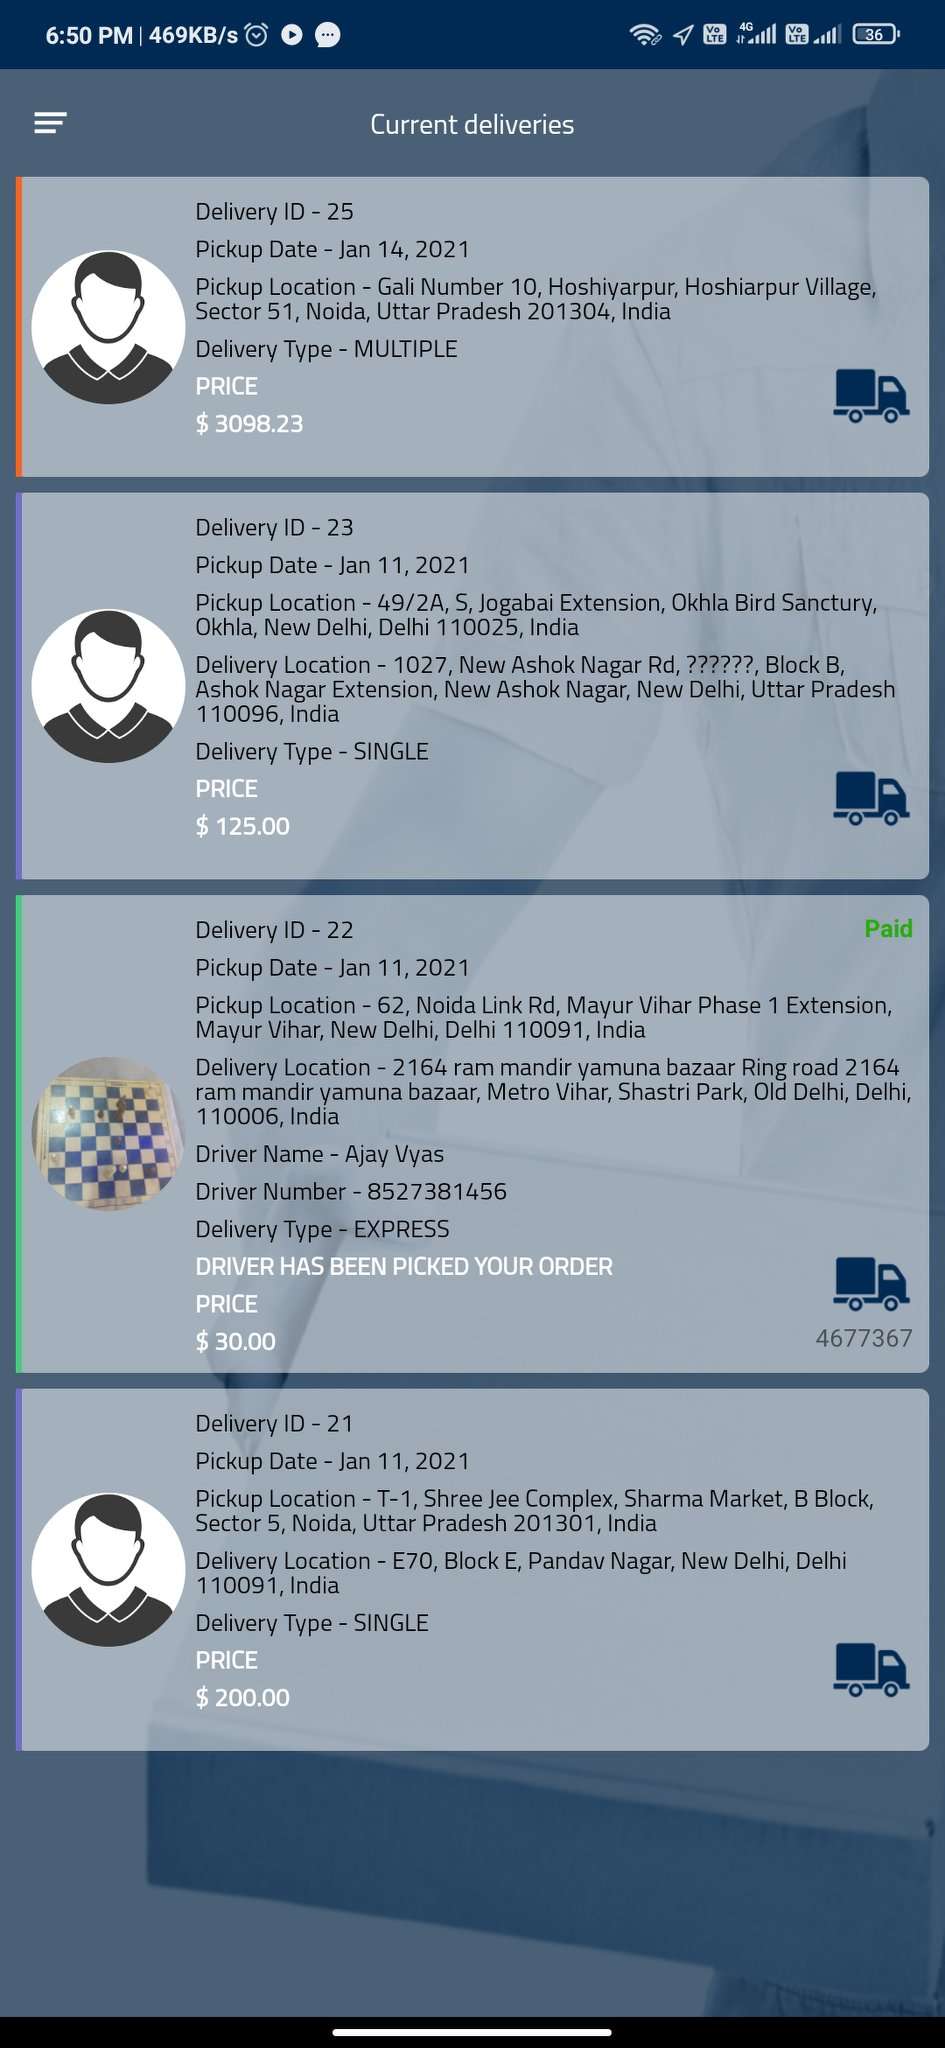 6:50 PM | 469KB/s
Vo LTE 4G Vo LTE 36
Current deliveries
Delivery ID - 25
Pickup Date - Jan 14, 2021
Pickup Location - Gali Number 10, Hoshiyarpur, Hoshiarpur Village,
Sector 51, Noida, Uttar Pradesh 201304, India
Delivery Type - MULTIPLE
PRICE
$ 3098.23
Delivery ID - 23
Pickup Date - Jan 11, 2021
Pickup Location - 49/2A, S, Jogabai Extension, Okhla Bird Sanctury,
Okhla, New Delhi, Delhi 110025, India
Delivery Location - 1027, New Ashok Nagar Rd, ??????, Block B,
Ashok Nagar Extension, New Ashok Nagar, New Delhi, Uttar Pradesh
110096, India
Delivery Type - SINGLE
PRICE
$ 125.00
Delivery ID - 22
Paid
Pickup Date - Jan 11, 2021
Pickup Location - 62, Noida Link Rd, Mayur Vihar Phase 1 Extension,
Mayur Vihar, New Delhi, Delhi 110091, India
Delivery Location - 2164 ram mandir yamuna bazaar Ring road 2164
ram mandir yamuna bazaar, Metro Vihar, Shastri Park, Old Delhi, Delhi,
110006, India
Driver Name - Ajay Vyas
Driver Number - 8527381456
Delivery Type - EXPRESS
DRIVER HAS BEEN PICKED YOUR ORDER
PRICE
$ 30.00
4677367
Delivery ID - 21
Pickup Date - Jan 11, 2021
Pickup Location - T-1, Shree Jee Complex, Sharma Market, B Block,
Sector 5, Noida, Uttar Pradesh 201301, India
Delivery Location - E70, Block E, Pandav Nagar, New Delhi, Delhi
110091, India
Delivery Type - SINGLE
PRICE
$ 200.00